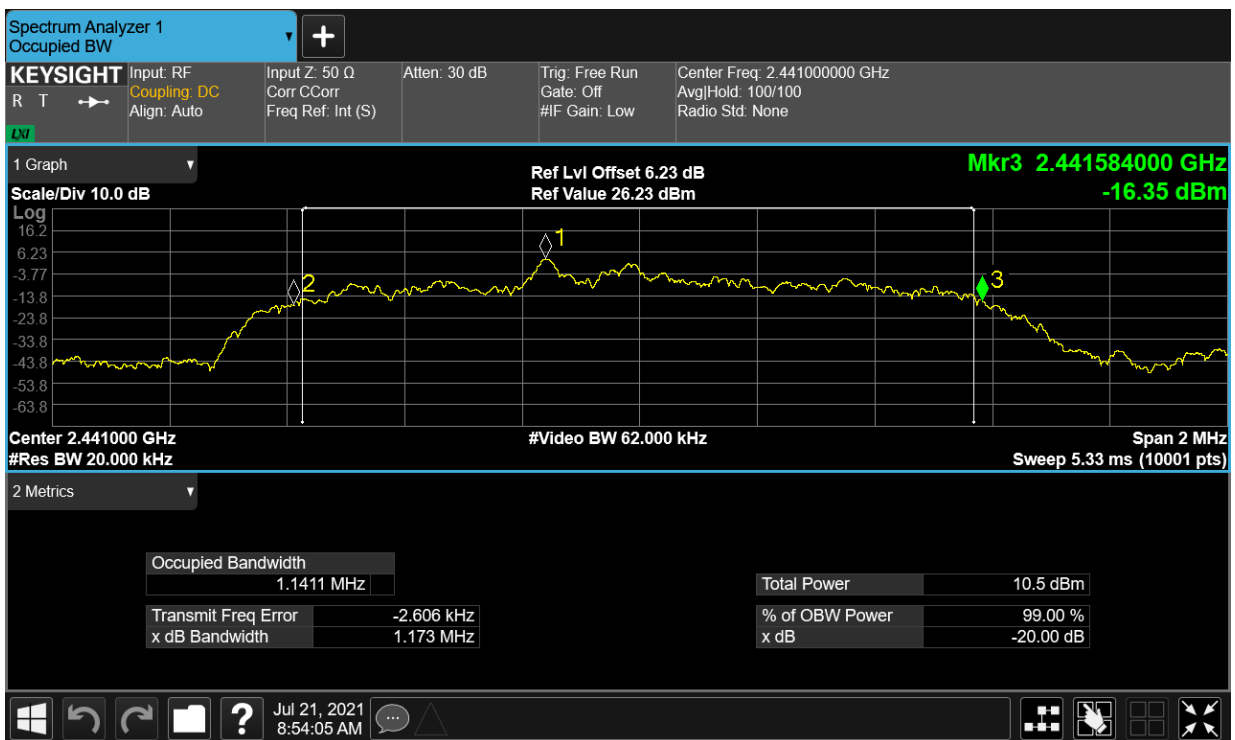 Spectrum Analyzer 1
Occupied BW
KEYSIGHT
R T
LXI
Input: RF
Coupling: DC
Align: Auto
Input Z: 50 Ω
Corr CCorr
Freq Ref: Int (S)
Atten: 30 dB
Trig: Free Run
Gate: Off
#IF Gain: Low
Center Freq: 2.441000000 GHz
Avg|Hold: 100/100
Radio Std: None
1 Graph
Scale/Div 10.0 dB
Ref Lvl Offset 6.23 dB
Ref Value 26.23 dBm
Mkr3 2.441584000 GHz
-16.35 dBm
Log
16.2
6.23
-3.77
-13.8
-23.8
-33.8
-43.8
-53.8
-63.8
1
2
3
Center 2.441000 GHz
#Video BW 62.000 kHz
Span 2 MHz
#Res BW 20.000 kHz
Sweep 5.33 ms (10001 pts)
2 Metrics
Occupied Bandwidth
1.1411 MHz
Total Power 10.5 dBm
Transmit Freq Error -2.606 kHz
% of OBW Power 99.00 %
x dB Bandwidth 1.173 MHz
x dB -20.00 dB
?
Jul 21, 2021
8:54:05 AM